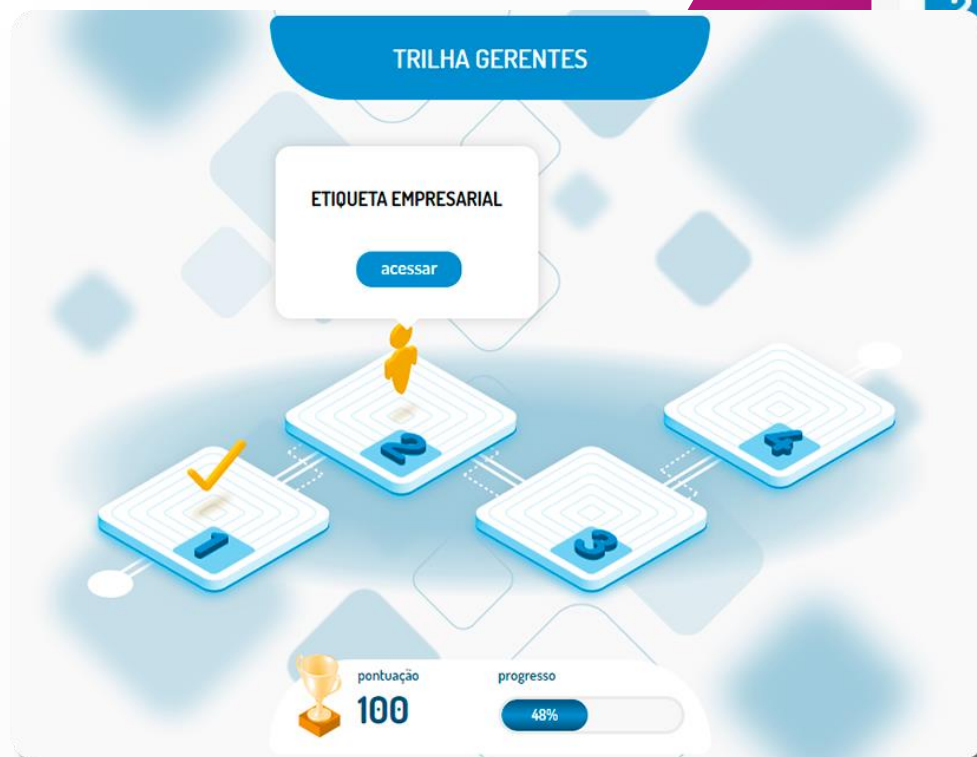 TRILHA GERENTES
ETIQUETA EMPRESARIAL
acessar
2
4
1
3
pontuação
100
progresso
48%